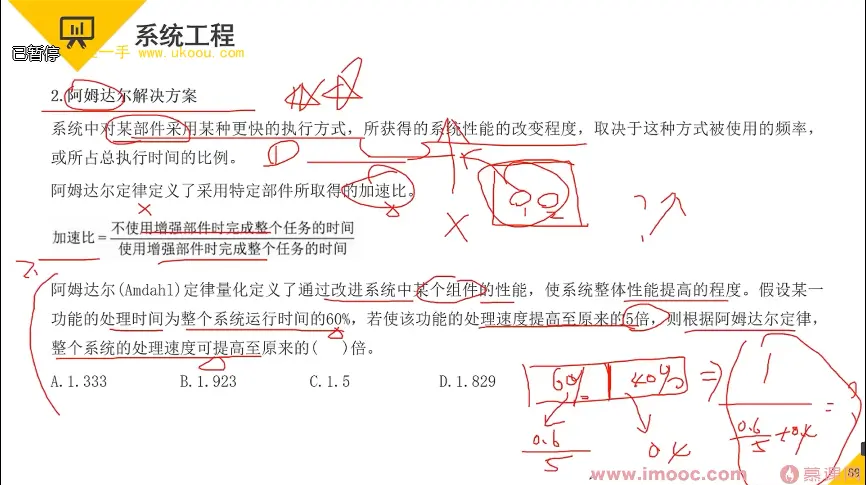 系统工程
已暂停
一手 www.ukoou.com
2.阿姆达尔解决方案
系统中对某部件采用某种更快的执行方式，所获得的系统性能的改变程度，取决于这种方式被使用的频率，
或所占总执行时间的比例。
阿姆达尔定律定义了采用特定部件所取得的加速比。
加速比=不使用增强部件时完成整个任务的时间
使用增强部件时完成整个任务的时间
阿姆达尔(Amdahl)定律量化定义了通过改进系统中某个组件的性能，使系统整体性能提高的程度。假设某一
功能的处理时间为整个系统运行时间的60%，若使该功能的处理速度提高至原来的5倍，则根据阿姆达尔定律，
整个系统的处理速度可提高至原来的(　)倍。
A.1.333 B.1.923 C.1.5 D.1.829
60% 40% ⇒ 1
0.6 0.6
5 0.4 5 +0.4 =
www.imooc.com 慕课
89